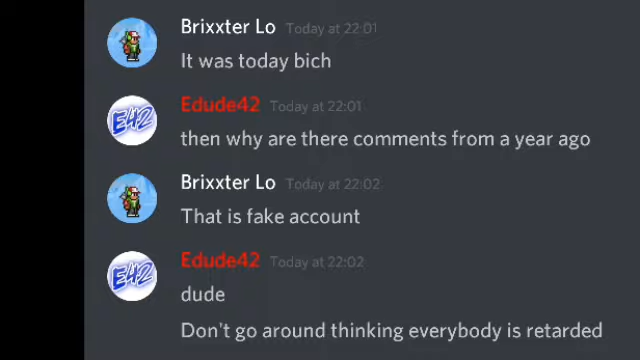 Brixxter Lo Today at 22:01
It was today bich
E42
Edude42 Today at 22:01
then why are there comments from a year ago
Brixxter Lo Today at 22:02
That is fake account
E42
Edude42 Today at 22:02
dude
Don't go around thinking everybody is retarded